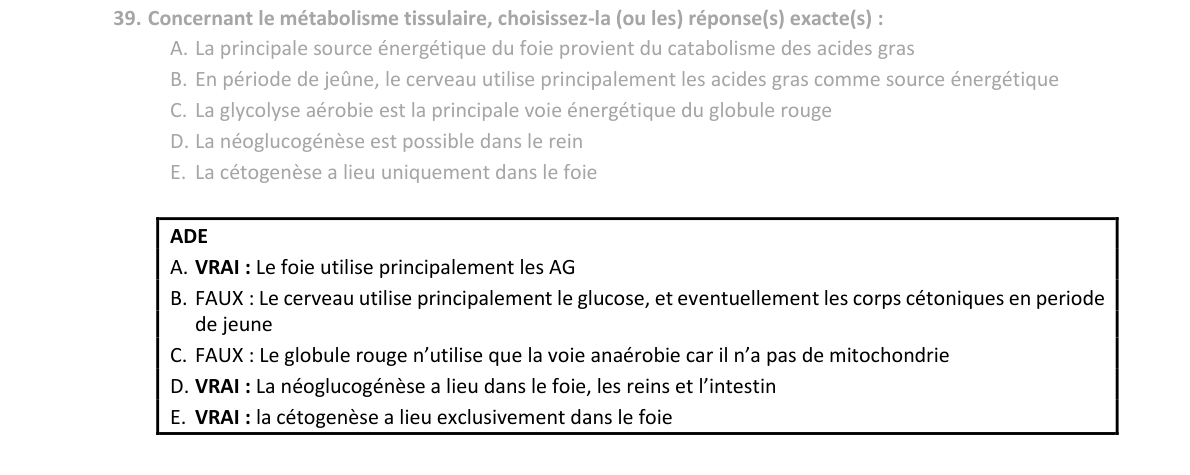 39. Concernant le métabolisme tissulaire, choisissez-la (ou les) réponse(s) exacte(s) :
A. La principale source énergétique du foie provient du catabolisme des acides gras
B. En période de jeûne, le cerveau utilise principalement les acides gras comme source énergétique
C. La glycolyse aérobie est la principale voie énergétique du globule rouge
D. La néoglucogénèse est possible dans le rein
E. La cétogenèse a lieu uniquement dans le foie
ADE
A. VRAI : Le foie utilise principalement les AG
B. FAUX : Le cerveau utilise principalement le glucose, et eventuellement les corps cétoniques en periode
de jeune
C. FAUX : Le globule rouge n’utilise que la voie anaérobie car il n’a pas de mitochondrie
D. VRAI : La néoglucogénèse a lieu dans le foie, les reins et l’intestin
E. VRAI : la cétogenèse a lieu exclusivement dans le foie